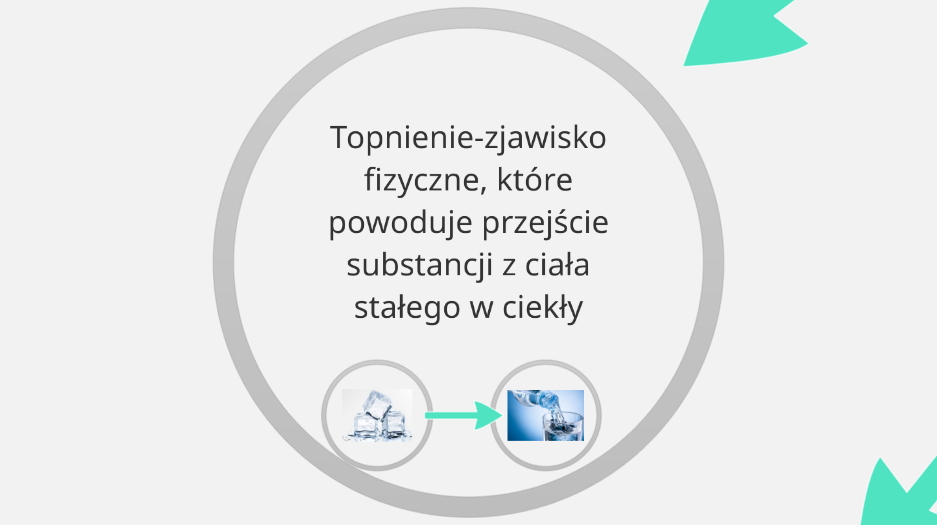 Topnienie-zjawisko
fizyczne, które
powoduje przejście
substancji z ciała
stałego w ciekły